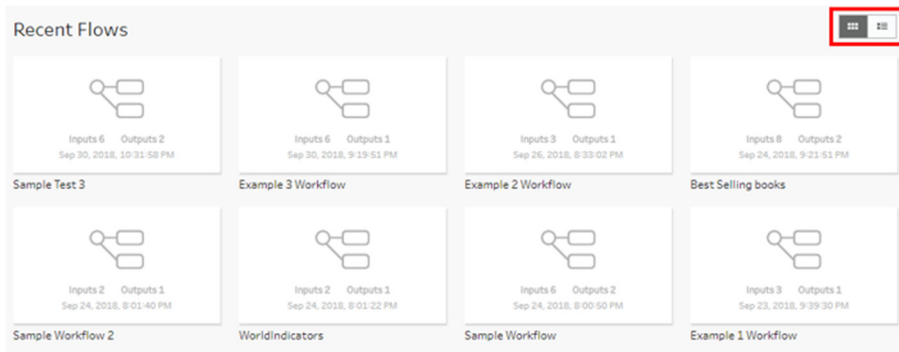 Recent Flows
Inputs 6 Outputs 2
Sep 30, 2018, 10:31:58 PM
Sample Test 3
Inputs 6 Outputs 1
Sep 30, 2018, 9:19:51 PM
Example 3 Workflow
Inputs 3 Outputs 1
Sep 26, 2018, 8:33:02 PM
Example 2 Workflow
Inputs 8 Outputs 2
Sep 24, 2018, 9:21:51 PM
Best Selling books
Inputs 2 Outputs 1
Sep 24, 2018, 8:01:40 PM
Sample Workflow 2
Inputs 2 Outputs 1
Sep 24, 2018, 8:01:22 PM
WorldIndicators
Inputs 6 Outputs 2
Sep 24, 2018, 8:00:50 PM
Sample Workflow
Inputs 3 Outputs 1
Sep 23, 2018, 9:39:30 PM
Example 1 Workflow